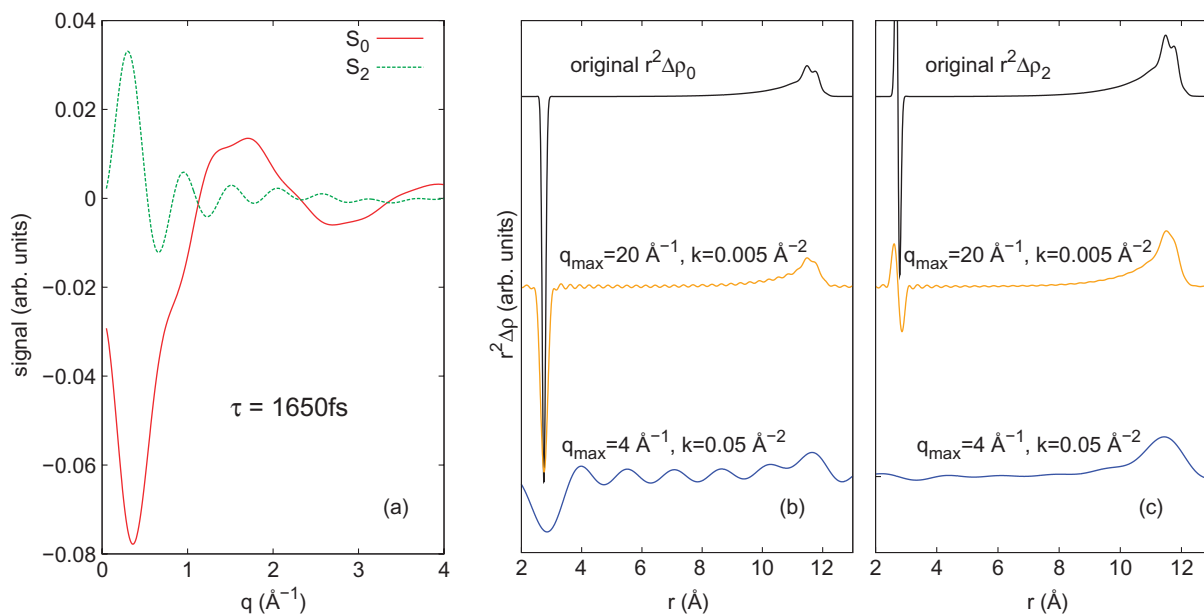 0.04
0.02
0
−0.02
−0.04
−0.06
−0.08
signal (arb. units)
S₀
S₂
τ = 1650fs
(a)
0 1 2 3 4
q (Å⁻¹)
r²Δρ (arb. units)
original r²Δρ₀
qₘₐₓ=20 Å⁻¹, k=0.005 Å⁻²
qₘₐₓ=4 Å⁻¹, k=0.05 Å⁻²
(b)
2 4 6 8 10 12
r (Å)
original r²Δρ₂
qₘₐₓ=20 Å⁻¹, k=0.005 Å⁻²
qₘₐₓ=4 Å⁻¹, k=0.05 Å⁻²
(c)
2 4 6 8 10 12
r (Å)